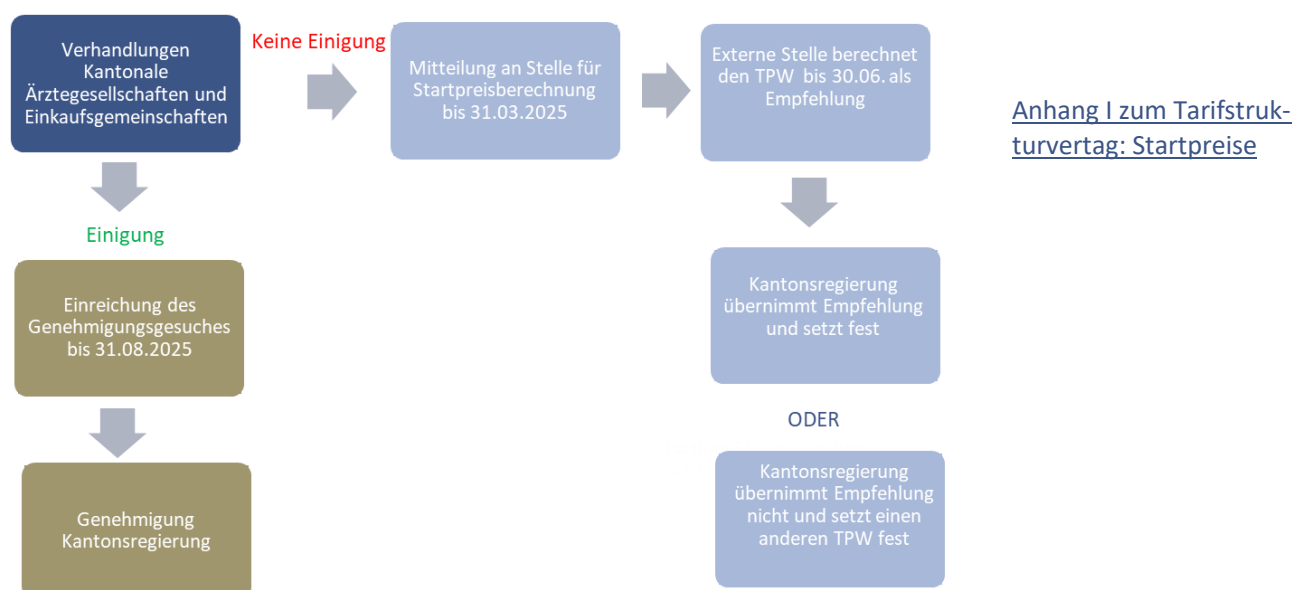 Verhandlungen
Kantonale
Ärztegesellschaften und
Einkaufsgemeinschaften
Keine Einigung
Mitteilung an Stelle für
Startpreisberechnung
bis 31.03.2025
Externe Stelle berechnet
den TPW bis 30.06. als
Empfehlung
Anhang I zum Tarifstruk-
turvertag: Startpreise
Einigung
Einreichung des
Genehmigungsgesuches
bis 31.08.2025
Kantonsregierung
übernimmt Empfehlung
und setzt fest
ODER
Genehmigung
Kantonsregierung
Kantonsregierung
übernimmt Empfehlung
nicht und setzt einen
anderen TPW fest